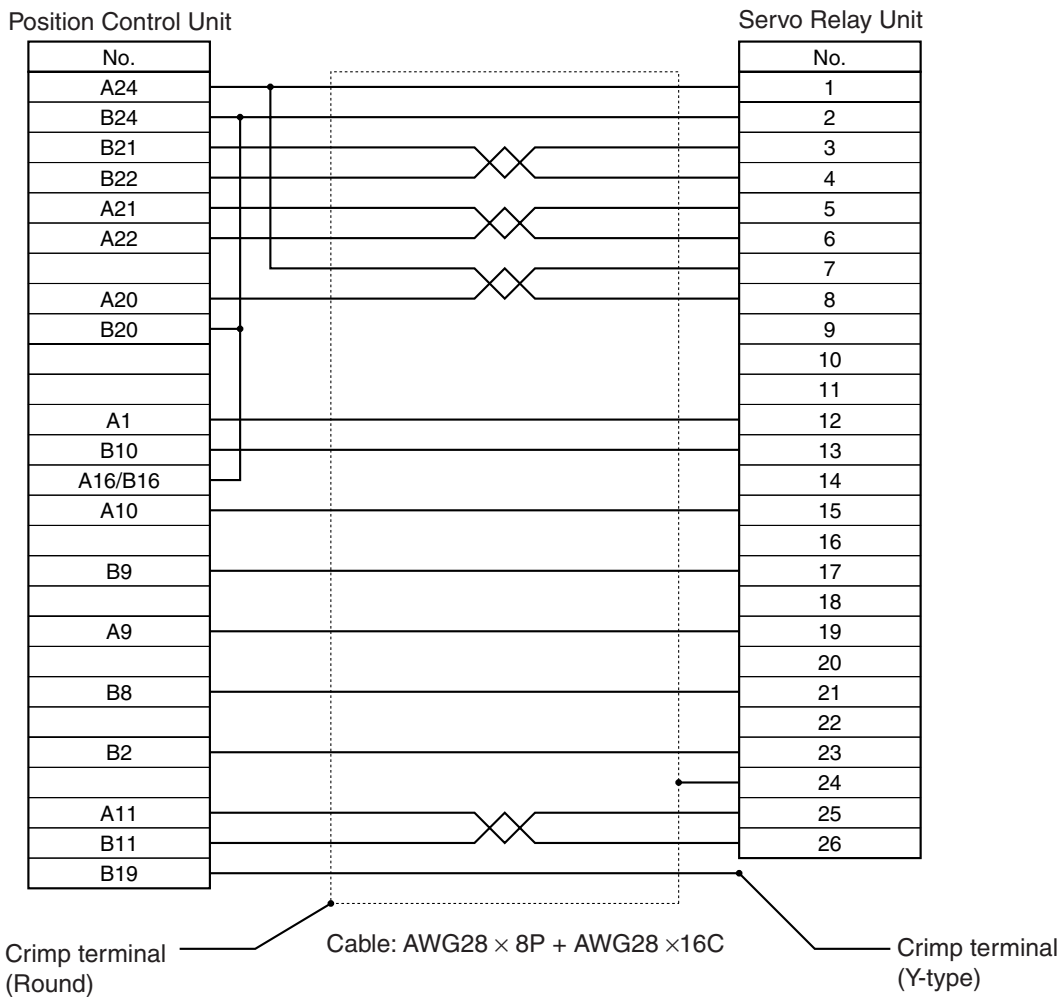 Position Control Unit Servo Relay Unit
No. No.
A24 1
B24 2
B21 3
B22 4
A21 5
A22 6
7
A20 8
B20 9
10
11
A1 12
B10 13
A16/B16 14
A10 15
16
B9 17
18
A9 19
20
B8 21
22
B2 23
24
A11 25
B11 26
B19
Crimp terminal
(Round)
Cable: AWG28 × 8P + AWG28 ×16C
Crimp terminal
(Y-type)